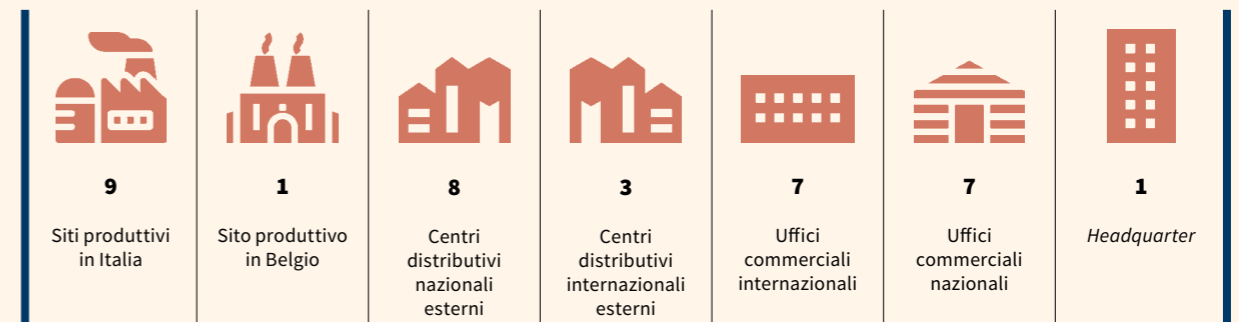 9
Siti produttivi
in Italia
1
Sito produttivo
in Belgio
8
Centri
distributivi
nazionali
esterni
3
Centri
distributivi
internazionali
esterni
7
Uffici
commerciali
internazionali
7
Uffici
commerciali
nazionali
1
Headquarter